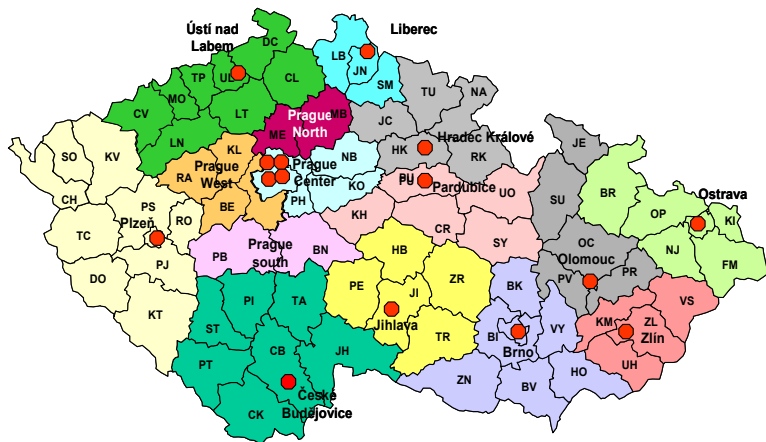 Ústí nad
Labem
Liberec
DC
LB
TP
UL
JN
MO
CL
SM
TU
NA
CV
LT
MB
JC
Prague
North
ME
HK
Hradec Králové
JE
LN
KL
NB
RK
SO
KV
Prague
West
RA
Prague
Center
KO
PU
Pardubice
UO
BR
CH
PS
RO
BE
PH
SU
OP
Ostrava
KI
TC
Plzeň
KH
CR
SY
OC
Olomouc
NJ
FM
PB
Prague
south
BN
HB
PR
DO
PJ
PE
JI
ZR
BK
PV
VS
KT
PI
TA
Jihlava
KM
ZL
Zlín
ST
TR
BI
Brno
VY
UH
PT
CB
JH
ZN
BV
HO
České
Budějovice
CK